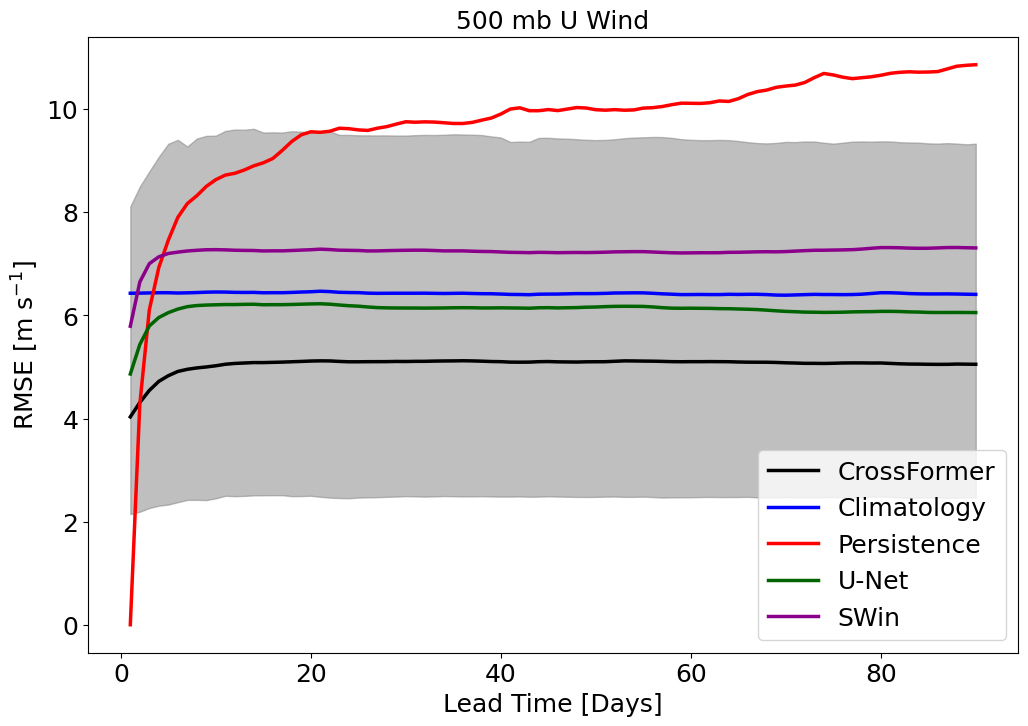 500 mb U Wind
RMSE [m s⁻¹]
10
8
6
4
2
0
0 20 40 60 80
Lead Time [Days]
CrossFormer
Climatology
Persistence
U-Net
SWin